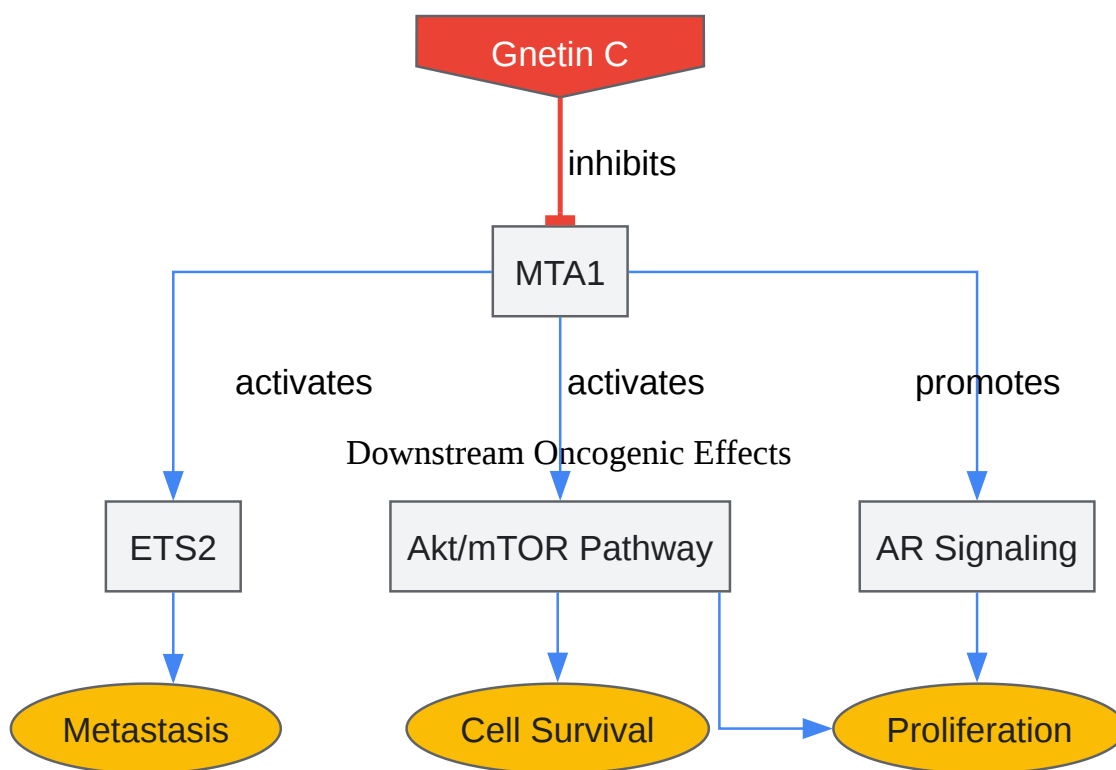 Gnetin C
inhibits
MTA1
activates
activates
promotes
Downstream Oncogenic Effects
ETS2
Akt/mTOR Pathway
AR Signaling
Metastasis
Cell Survival
Proliferation